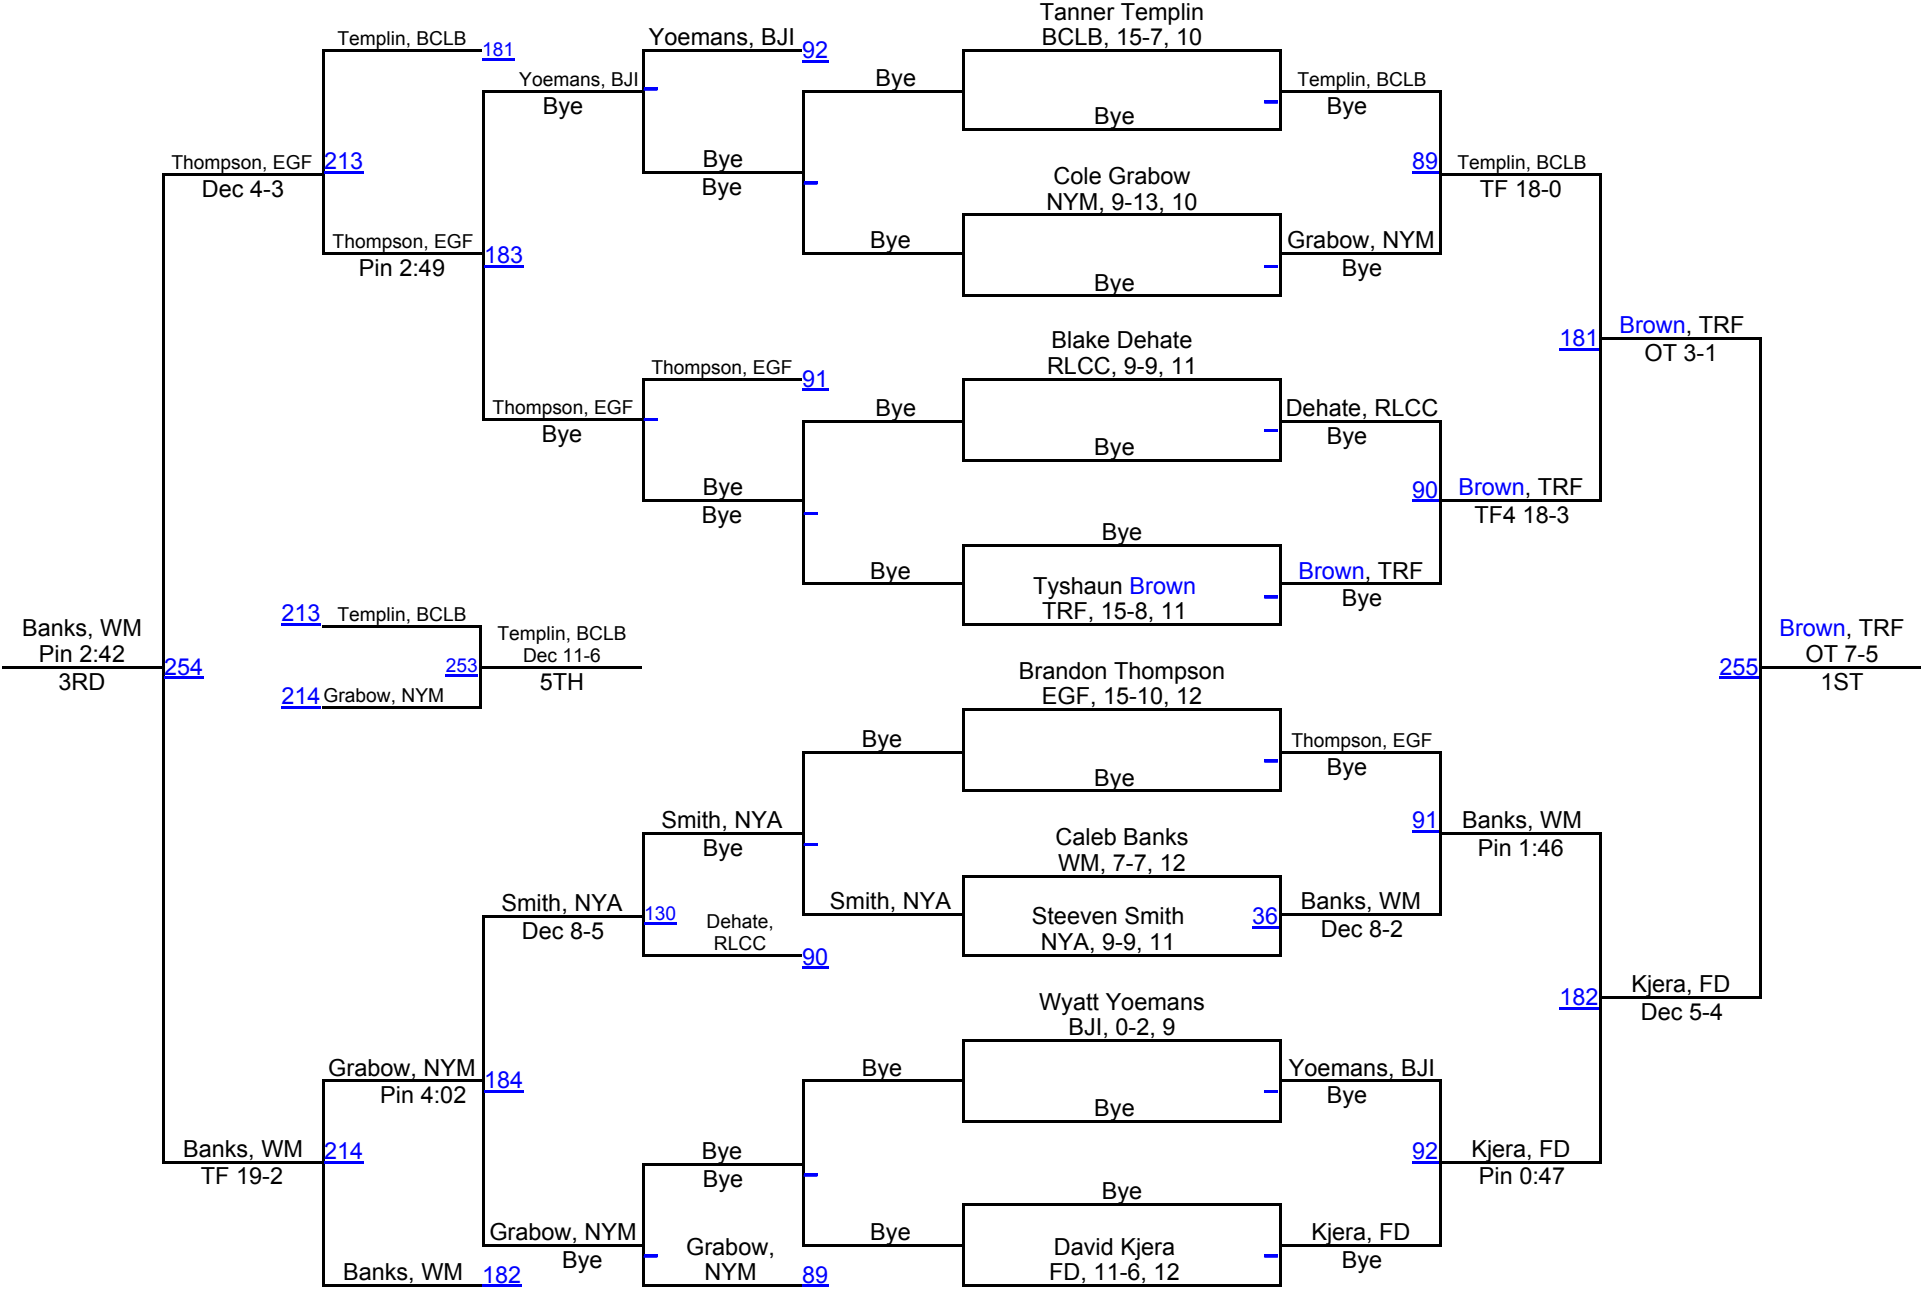 Tanner Templin
BCLB, 15-7, 10
Templin, BCLB
181
Yoemans, BJI
92
Yoemans, BJI
Bye
Bye
Bye
Templin, BCLB
Bye
Thompson, EGF
Dec 4-3
213
Bye
Bye
89
Templin, BCLB
TF 18-0
Cole Grabow
NYM, 9-13, 10
Thompson, EGF
Pin 2:49
183
Bye
Bye
Grabow, NYM
Bye
Blake Dehate
RLCC, 9-9, 11
181
Brown, TRF
OT 3-1
Thompson, EGF
91
Thompson, EGF
Bye
Bye
Bye
Dehate, RLCC
Bye
Bye
Bye
90
Brown, TRF
TF4 18-3
Bye
Bye
Tyshaun Brown
TRF, 15-8, 11
Brown, TRF
Bye
Banks, WM
Pin 2:42
3RD
254
213
Templin, BCLB
214
Grabow, NYM
253
Templin, BCLB
Dec 11-6
5TH
Brown, TRF
OT 7-5
1ST
255
Brandon Thompson
EGF, 15-10, 12
Bye
Bye
Thompson, EGF
Bye
Smith, NYA
Bye
91
Banks, WM
Pin 1:46
Caleb Banks
WM, 7-7, 12
Smith, NYA
Dec 8-5
130
Dehate,
RLCC
90
Smith, NYA
Steeven Smith
NYA, 9-9, 11
36
Banks, WM
Dec 8-2
Wyatt Yoemans
BJI, 0-2, 9
182
Kjera, FD
Dec 5-4
Grabow, NYM
Pin 4:02
184
Bye
Bye
Yoemans, BJI
Bye
Banks, WM
TF 19-2
214
Bye
Bye
92
Kjera, FD
Pin 0:47
Bye
Grabow, NYM
Bye
Grabow,
NYM
89
Bye
David Kjera
FD, 11-6, 12
Kjera, FD
Bye
Banks, WM
182